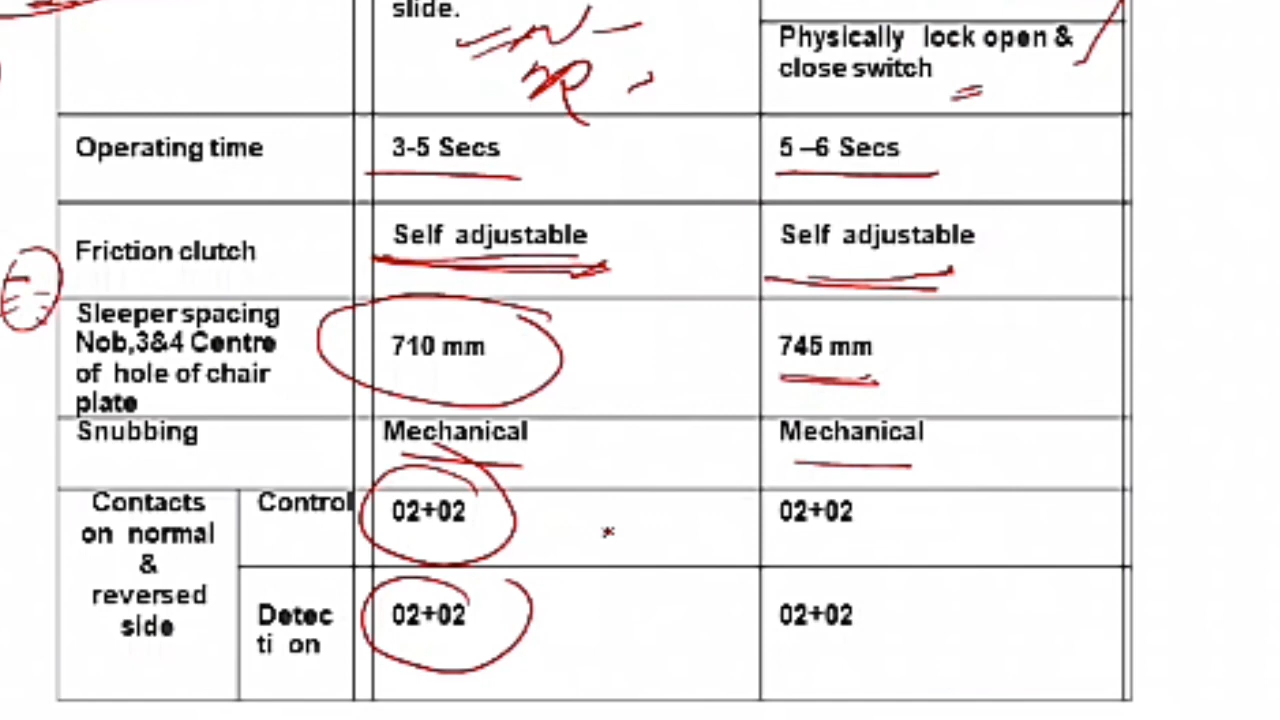 slide.
N
R
Physically lock open &
close switch
Operating time
3-5 Secs
5 –6 Secs
Friction clutch
Self adjustable
Self adjustable
Sleeper spacing
Nob,3&4 Centre
of hole of chair
plate
710 mm
745 mm
Snubbing
Mechanical
Mechanical
Contacts
on normal
&
reversed
side
Control
02+02
02+02
Detec
ti on
02+02
02+02